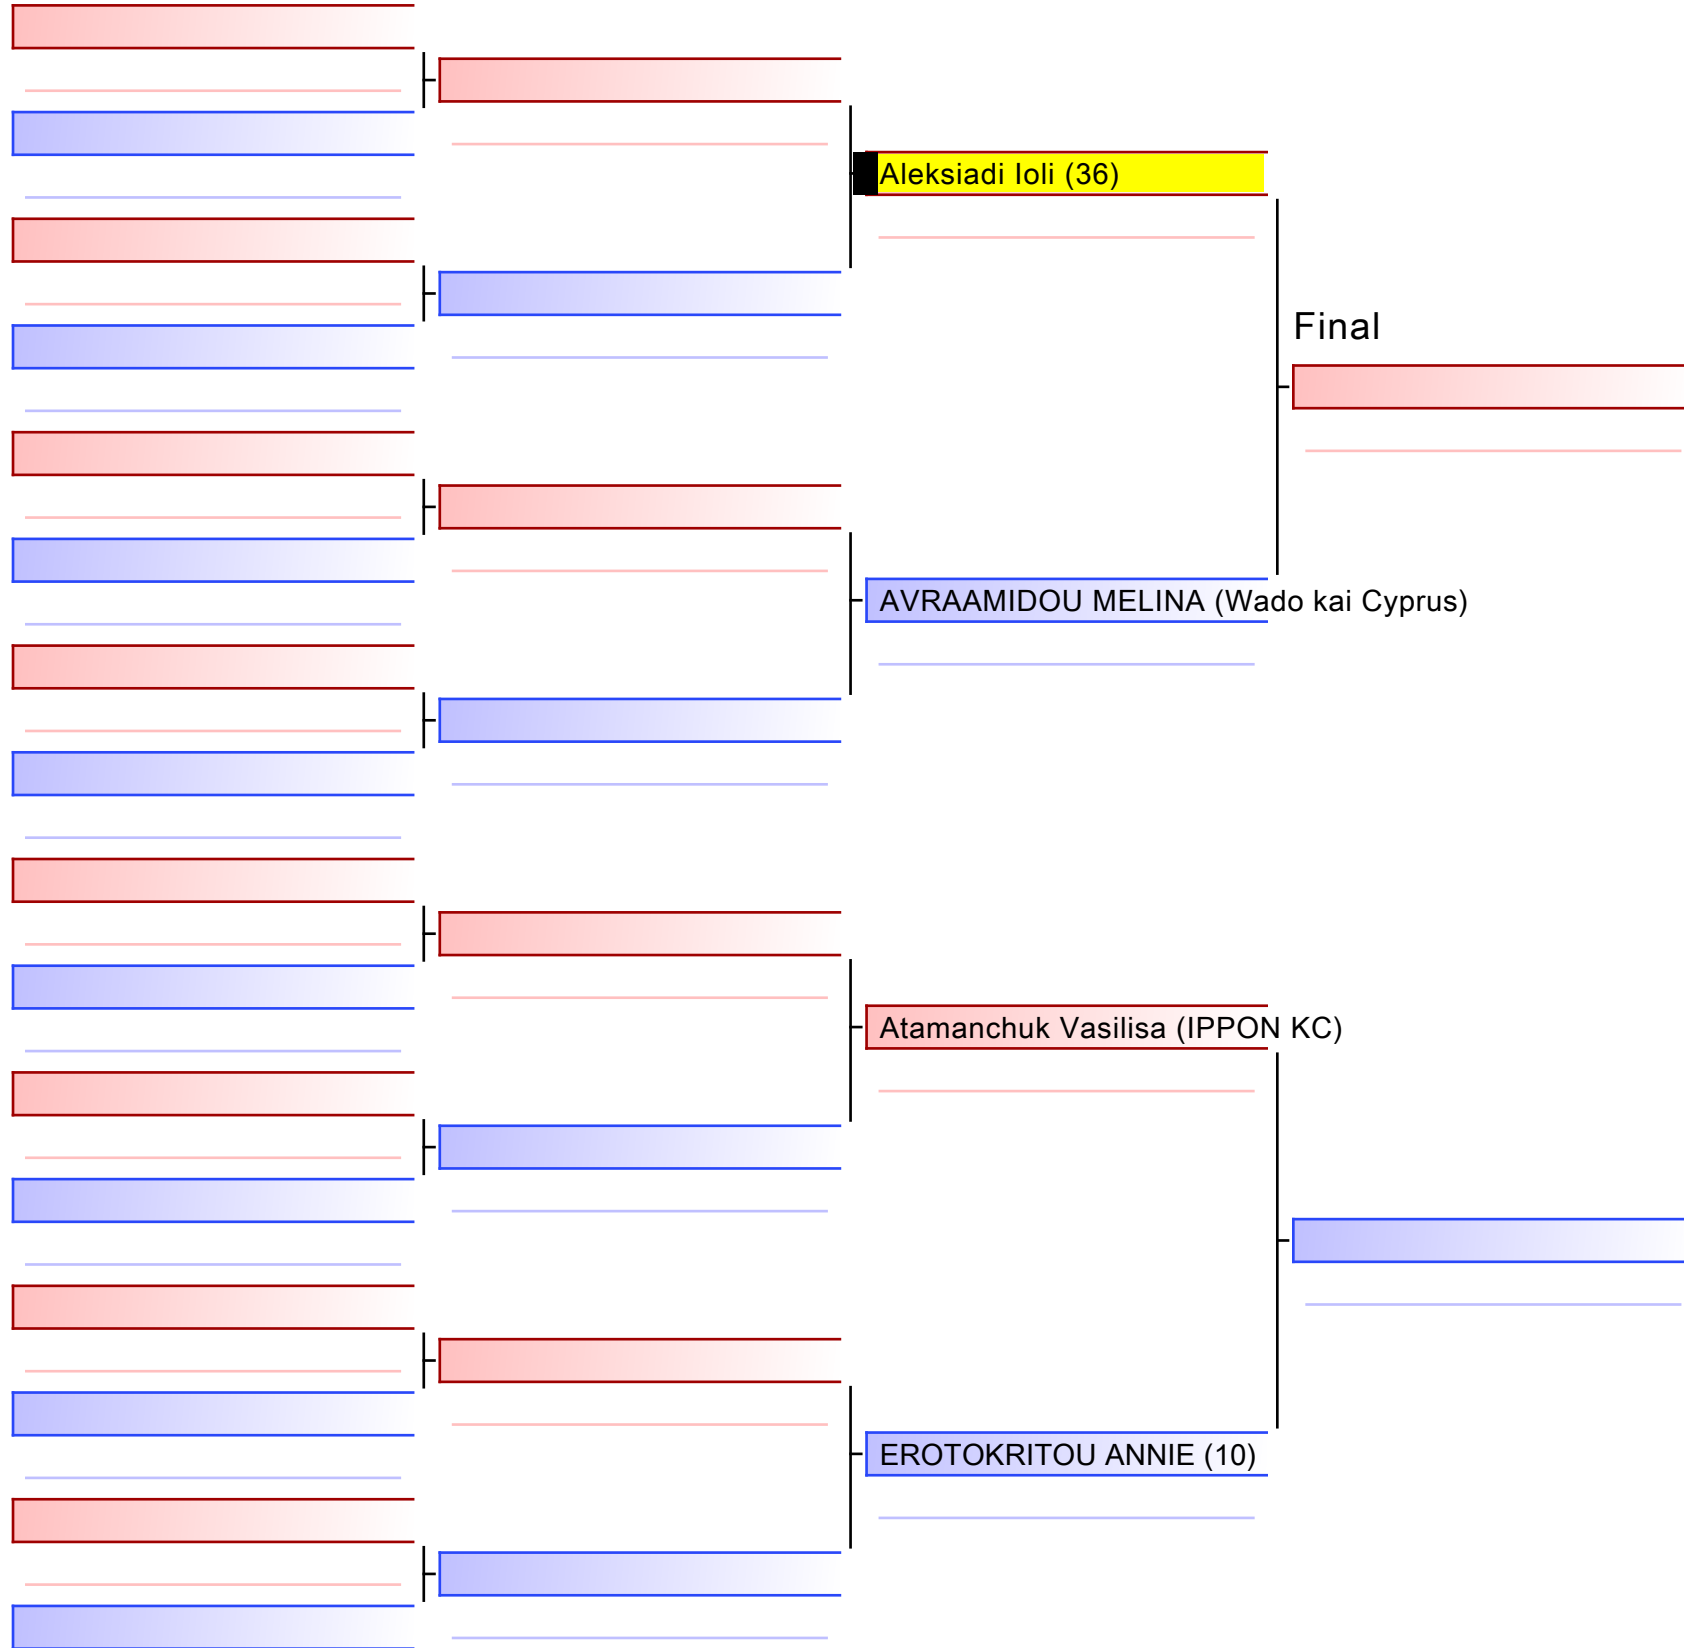 Aleksiadi Ioli (36)
Final
AVRAAMIDOU MELINA (Wado kai Cyprus)
Atamanchuk Vasilisa (IPPON KC)
EROTOKRITOU ANNIE (10)